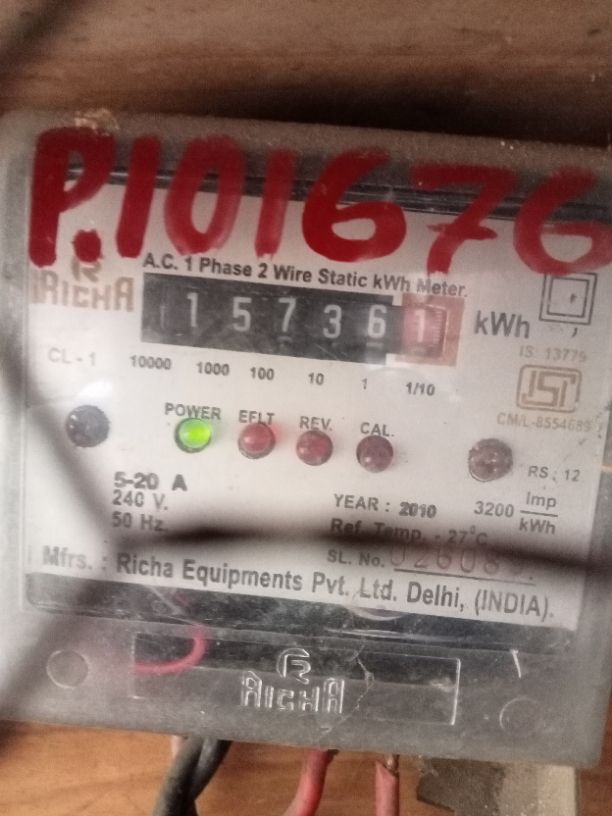 P.101676
A.C. 1 Phase 2 Wire Static kWh Meter.
R
RICHA
1 5 7 3 6 1 kWh
IS: 13779
CL - 1 10000 1000 100 10 1 1/10
ISI
CM/L-8554689
POWER EFLT REV. CAL.
RS : 12
5-20 A
240 V.
50 Hz.
YEAR : 2010 3200 Imp/kWh
Ref. Temp. - 27°C
SL. No.
Mfrs. : Richa Equipments Pvt. Ltd. Delhi, (INDIA).
R
RICHA